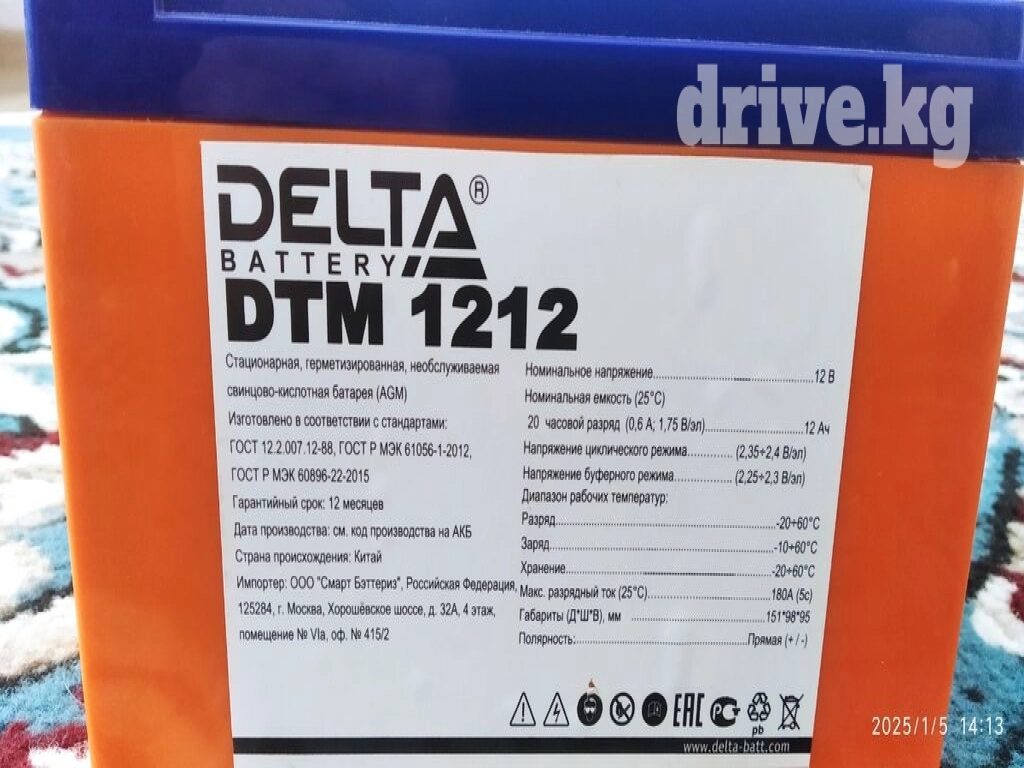 drive.kg
DELTA®
BATTERY
DTM 1212
Стационарная, герметизированная, необслуживаемая
свинцово-кислотная батарея (AGM)
Изготовлено в соответствии с стандартами:
ГОСТ 12.2.007.12-88, ГОСТ Р МЭК 61056-1-2012,
ГОСТ Р МЭК 60896-22-2015
Гарантийный срок: 12 месяцев
Дата производства: см. код производства на АКБ
Страна происхождения: Китай
Импортер: ООО "Смарт Бэттериз", Российская Федерация,
125284, г. Москва, Хорошёвское шоссе, д. 32А, 4 этаж,
помещение № VIa, оф. № 415/2
Номинальное напряжение..........12 В
Номинальная емкость (25°C)
20 часовой разряд (0,6 А; 1,75 В/эл)..........12 Ач
Напряжение циклического режима.......... (2,35÷2,4 В/эл)
Напряжение буферного режима.......... (2,25÷2,3 В/эл)
Диапазон рабочих температур:
Разряд..........-20÷60°C
Заряд..........-10÷60°C
Хранение..........-20÷60°C
Макс. разрядный ток (25°C)..........180А (5с)
Габариты (Д*Ш*В), мм ..........151*98*95
Полярность:..........Прямая (+ / -)
EAC
РСТ
pb
www.delta-batt.com
2025/1/5 14:13